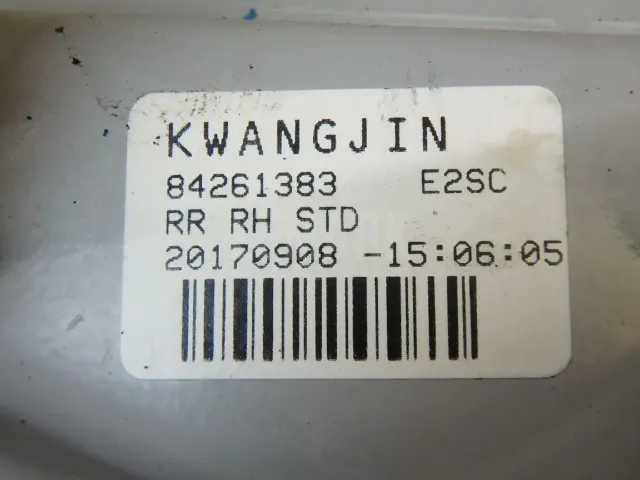 KWANGJIN
84261383 E2SC
RR RH STD
20170908 -15:06:05